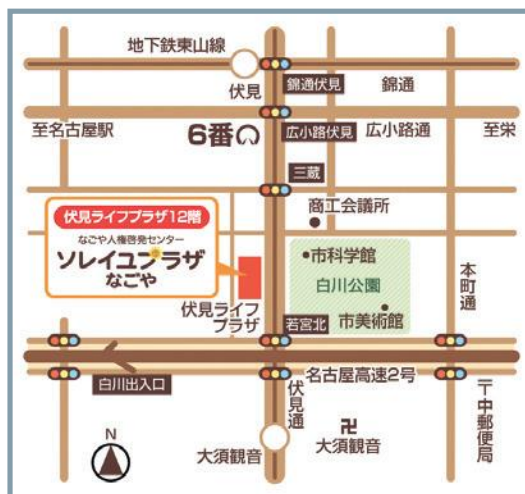 地下鉄東山線
伏見
錦通伏見
錦通
至名古屋駅
6番
広小路伏見
広小路通
至栄
三蔵
商工会議所
伏見ライフプラザ12階
なごや人権啓発センター
ソレイユプラザ
なごや
市科学館
白川公園
市美術館
本町通
伏見ライフ
プラザ
若宮北
白川出入口
伏見通
名古屋高速2号
〒中郵便局
N
大須観音
卍
大須観音